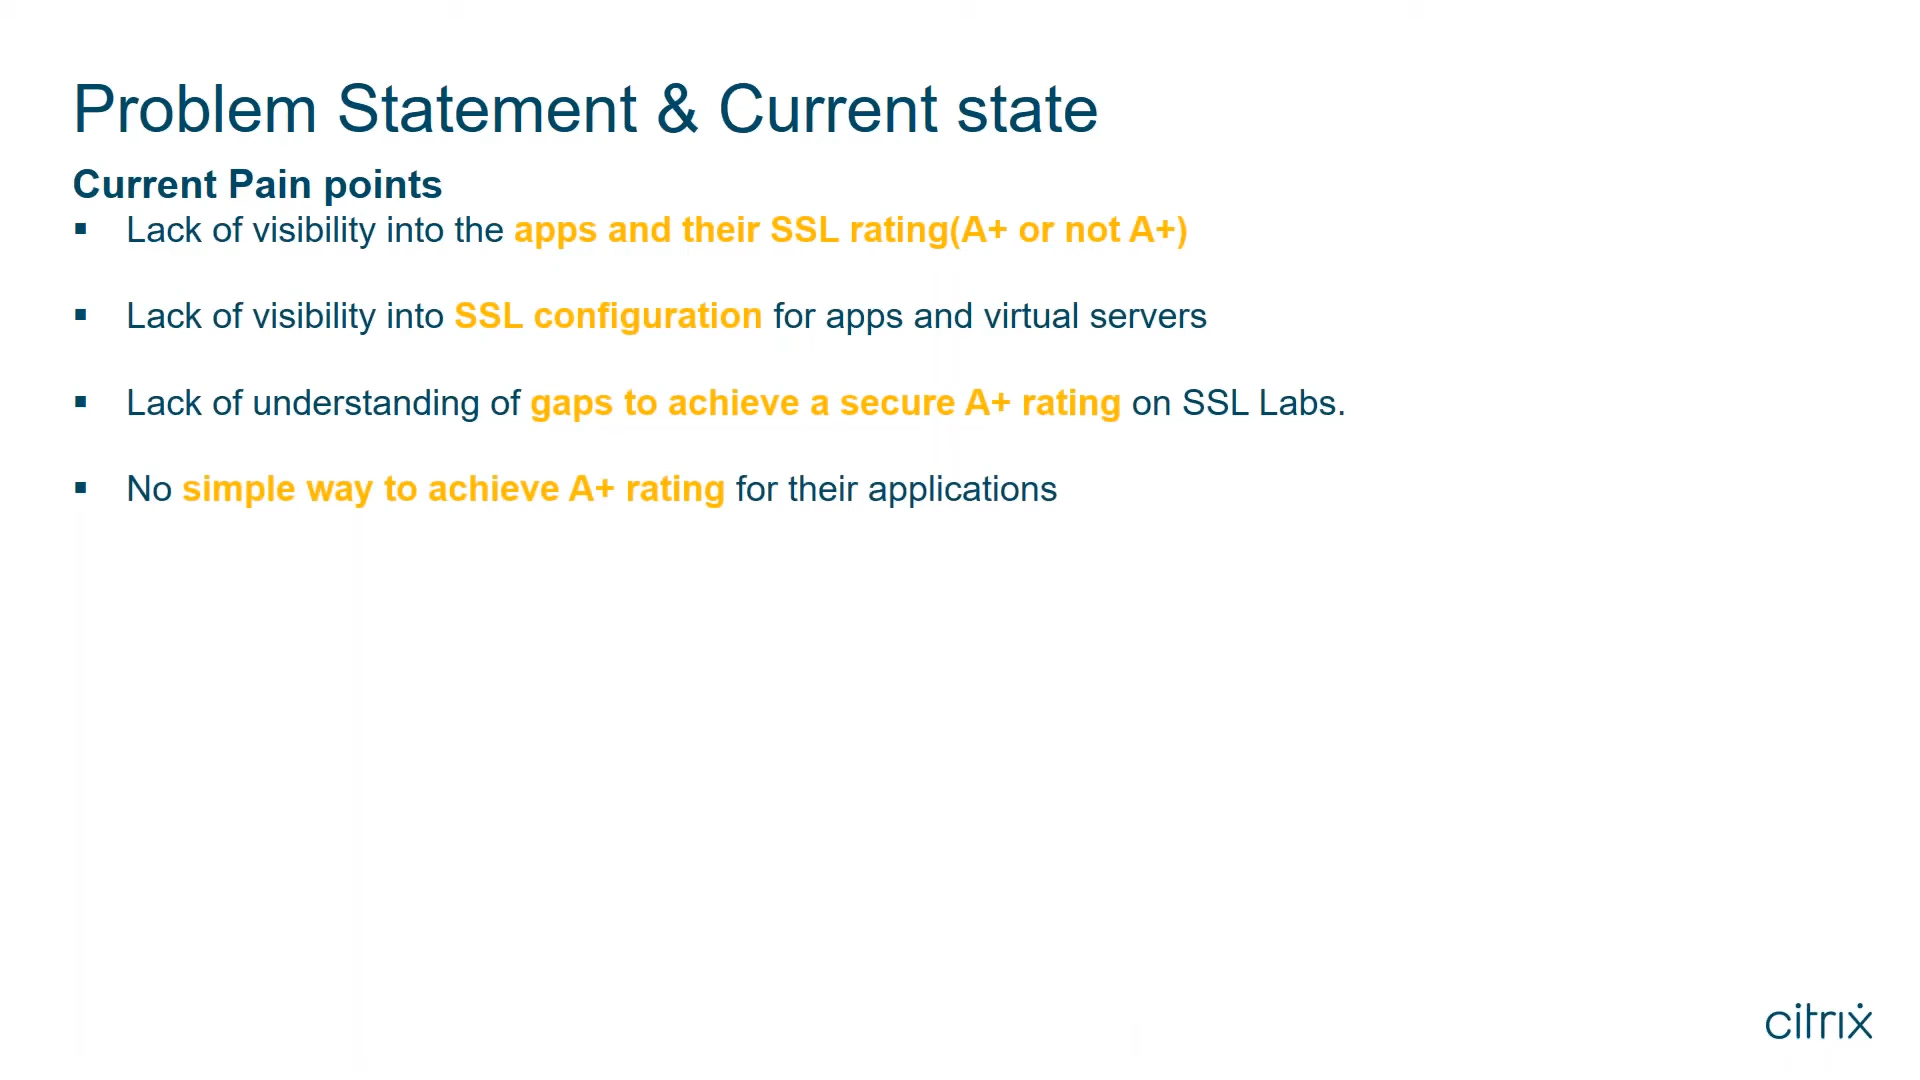 Problem Statement & Current state
Current Pain points
▪ Lack of visibility into the apps and their SSL rating(A+ or not A+)
▪ Lack of visibility into SSL configuration for apps and virtual servers
▪ Lack of understanding of gaps to achieve a secure A+ rating on SSL Labs.
▪ No simple way to achieve A+ rating for their applications
citrix